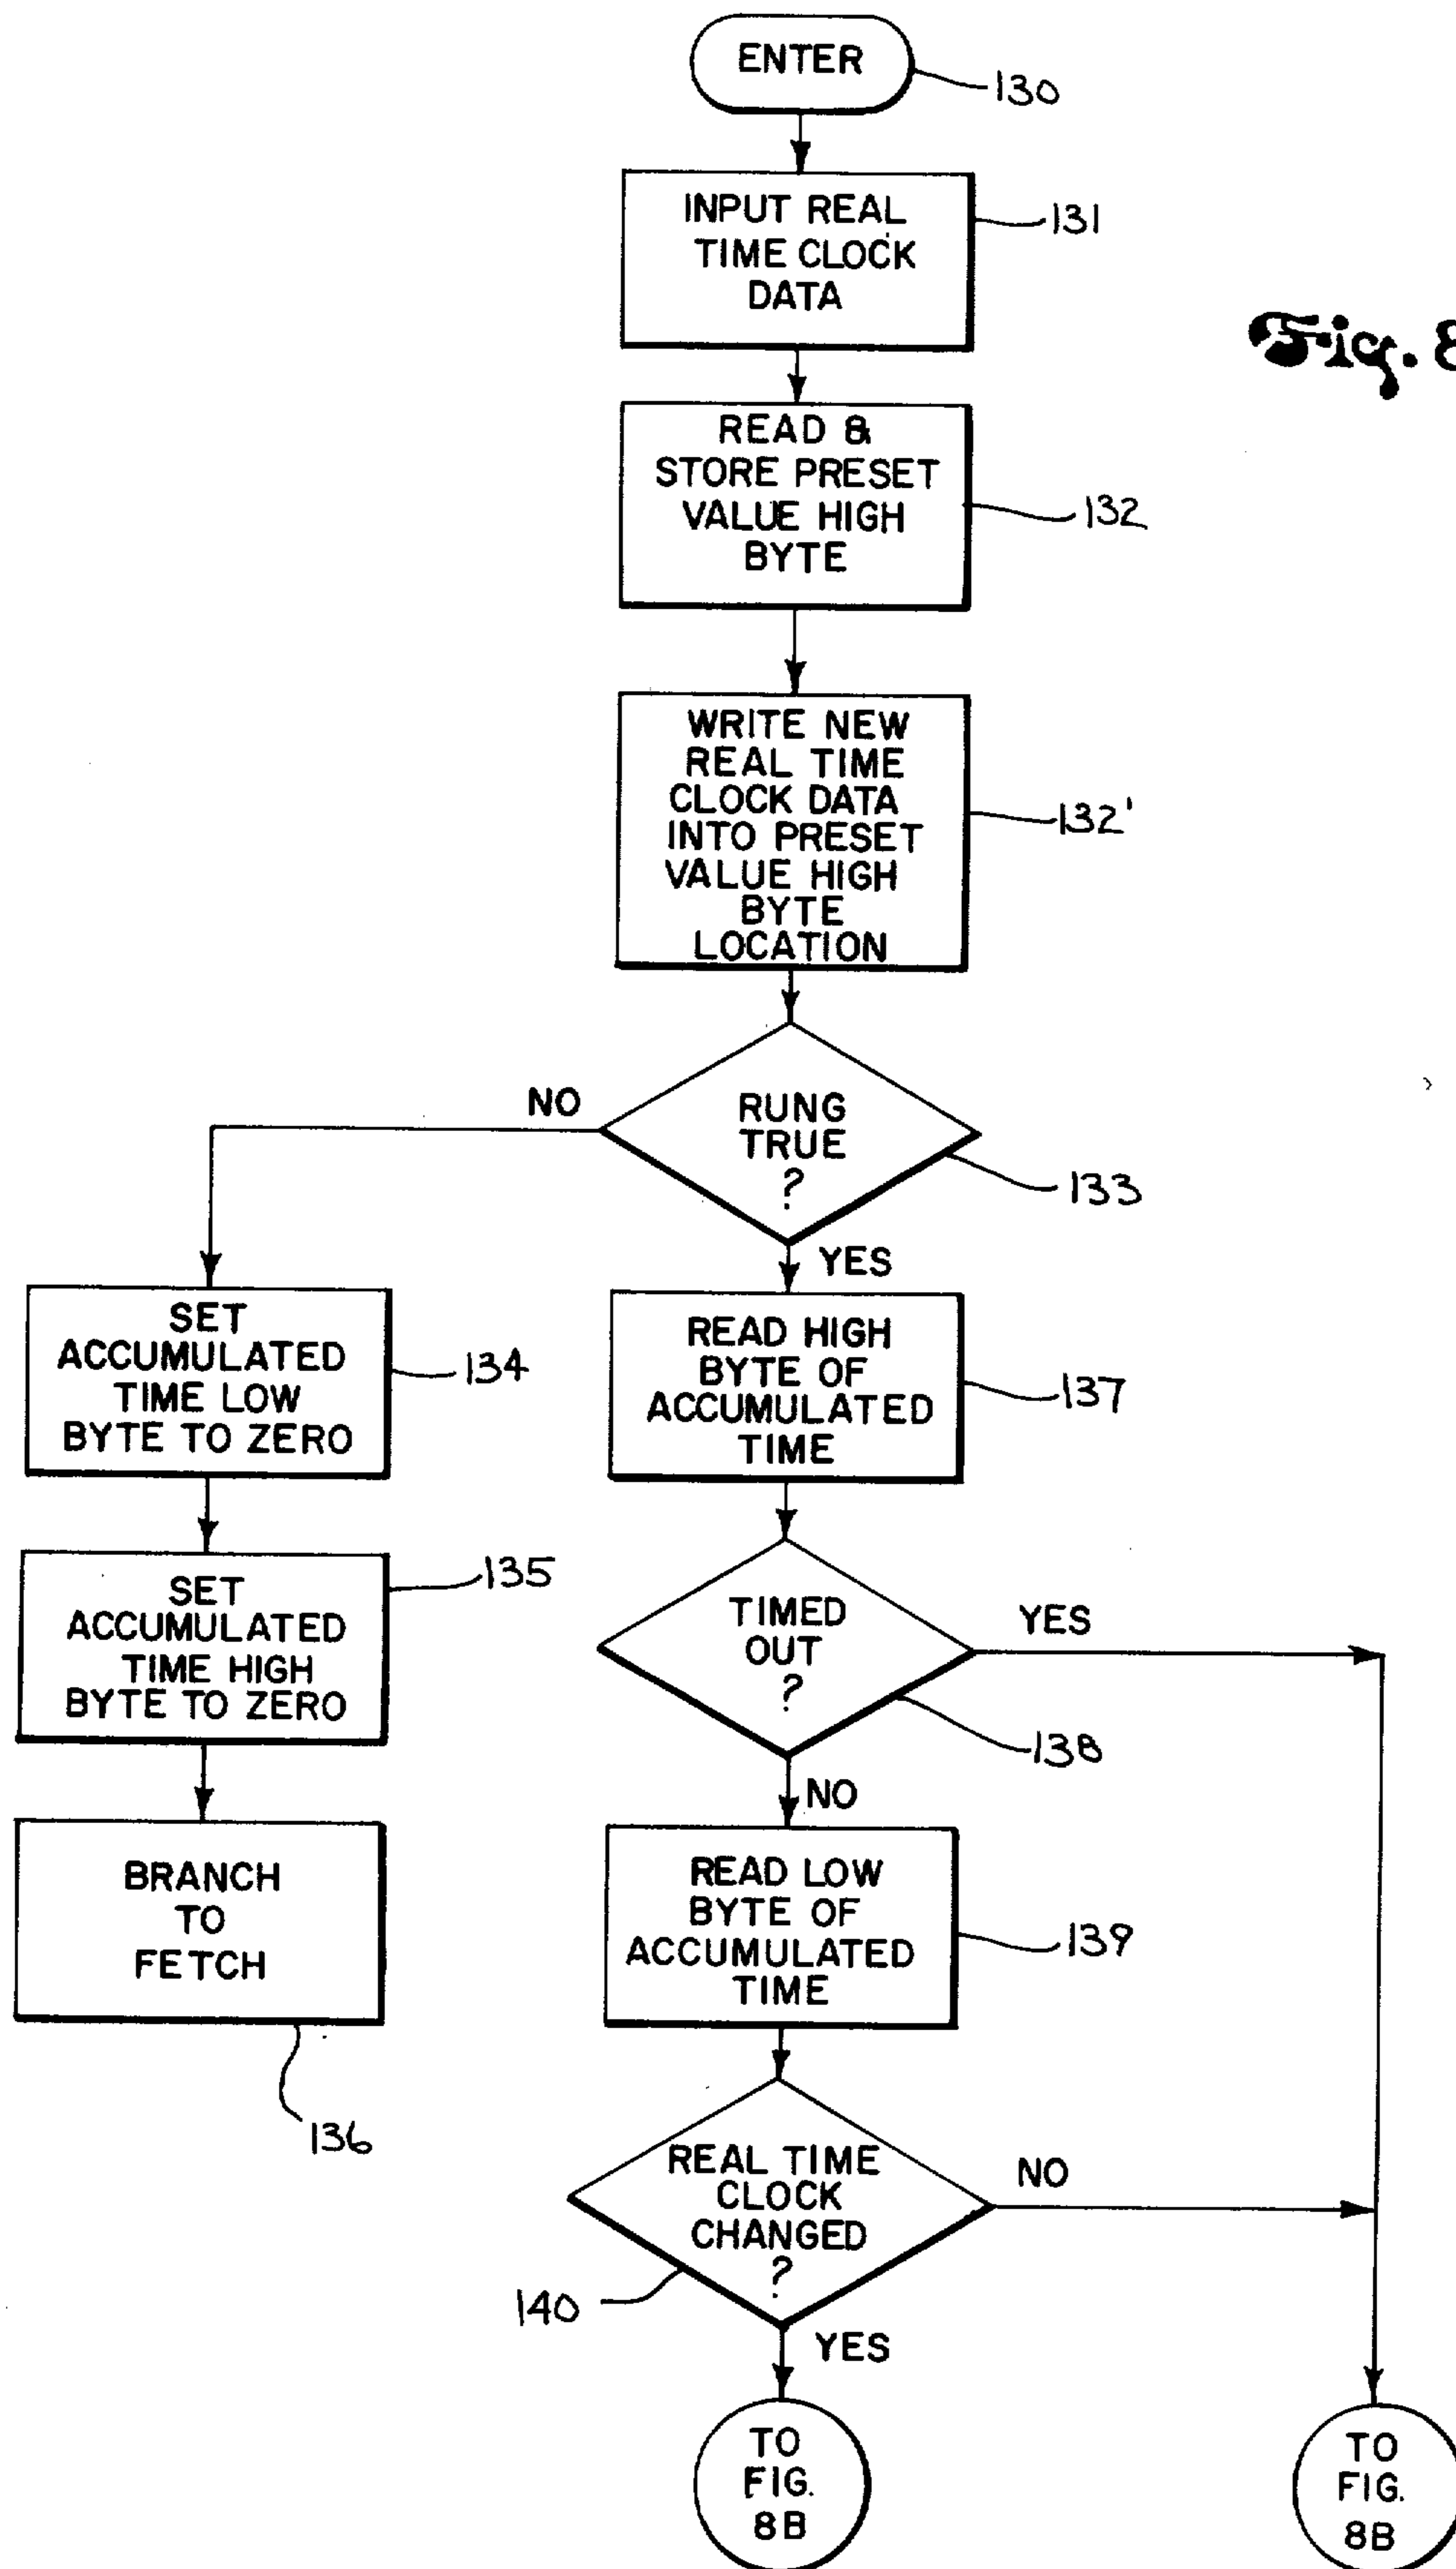 ENTER
130
INPUT REAL
TIME CLOCK
DATA
131
Fig. 8
READ &
STORE PRESET
VALUE HIGH
BYTE
132
WRITE NEW
REAL TIME
CLOCK DATA
INTO PRESET
VALUE HIGH
BYTE
LOCATION
132'
NO
RUNG
TRUE
?
133
YES
SET
ACCUMULATED
TIME LOW
BYTE TO ZERO
134
READ HIGH
BYTE OF
ACCUMULATED
TIME
137
SET
ACCUMULATED
TIME HIGH
BYTE TO ZERO
135
TIMED
OUT
?
YES
138
NO
BRANCH
TO
FETCH
136
READ LOW
BYTE OF
ACCUMULATED
TIME
139
REAL TIME
CLOCK
CHANGED
?
NO
140
YES
TO
FIG.
8B
TO
FIG.
8B